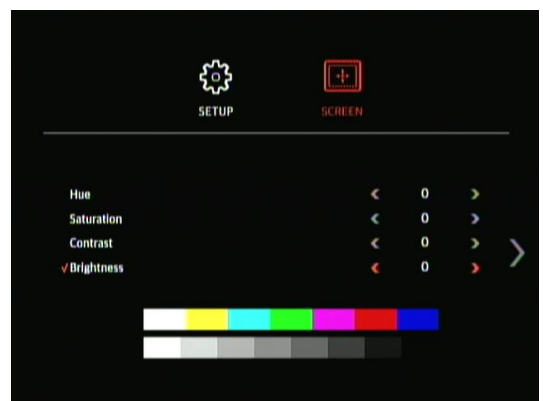 SETUP
SCREEN
Hue 0
Saturation 0
Contrast 0
√ Brightness 0